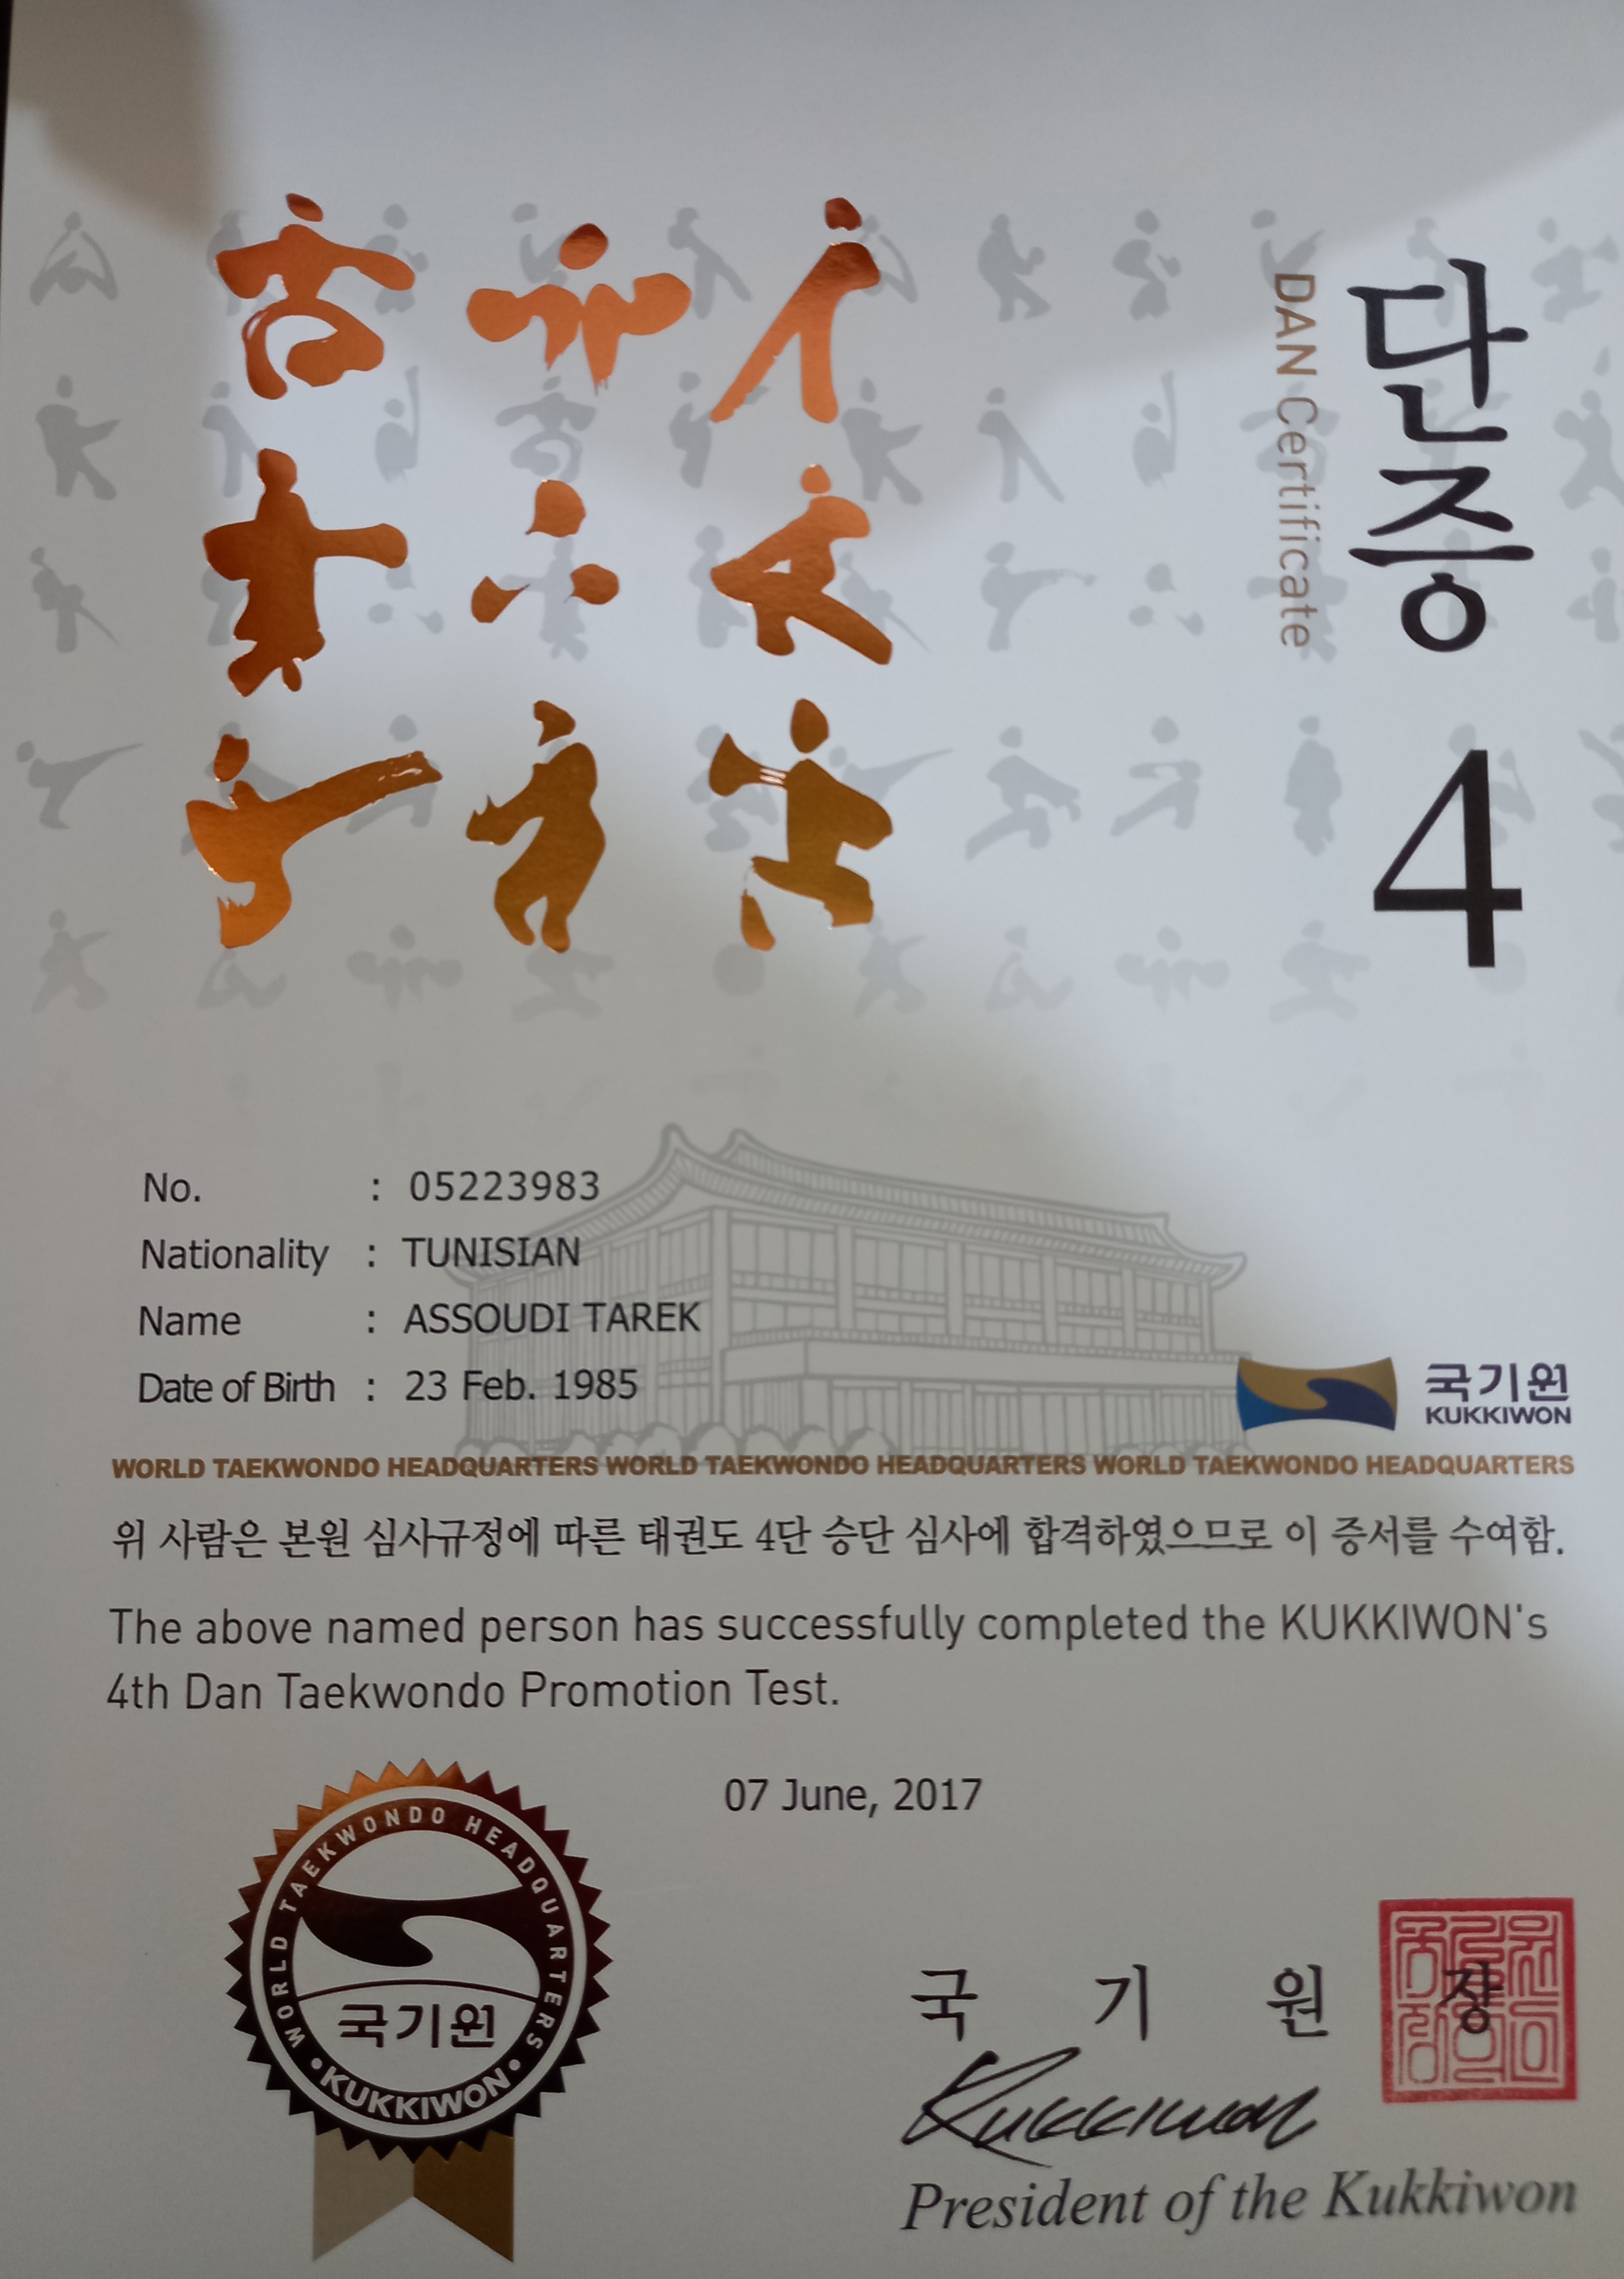 단증 4
DAN Certificate
No. : 05223983
Nationality : TUNISIAN
Name : ASSOUDI TAREK
Date of Birth : 23 Feb. 1985
국기원
KUKKIWON
WORLD TAEKWONDO HEADQUARTERS WORLD TAEKWONDO HEADQUARTERS WORLD TAEKWONDO HEADQUARTERS
위 사람은 본원 심사규정에 따른 태권도 4단 승단 심사에 합격하였으므로 이 증서를 수여함.
The above named person has successfully completed the KUKKIWON's
4th Dan Taekwondo Promotion Test.
07 June, 2017
WORLD TAEKWONDO HEADQUARTERS
국기원
• KUKKIWON •
국 기 원 장
Kukkiwon
President of the Kukkiwon